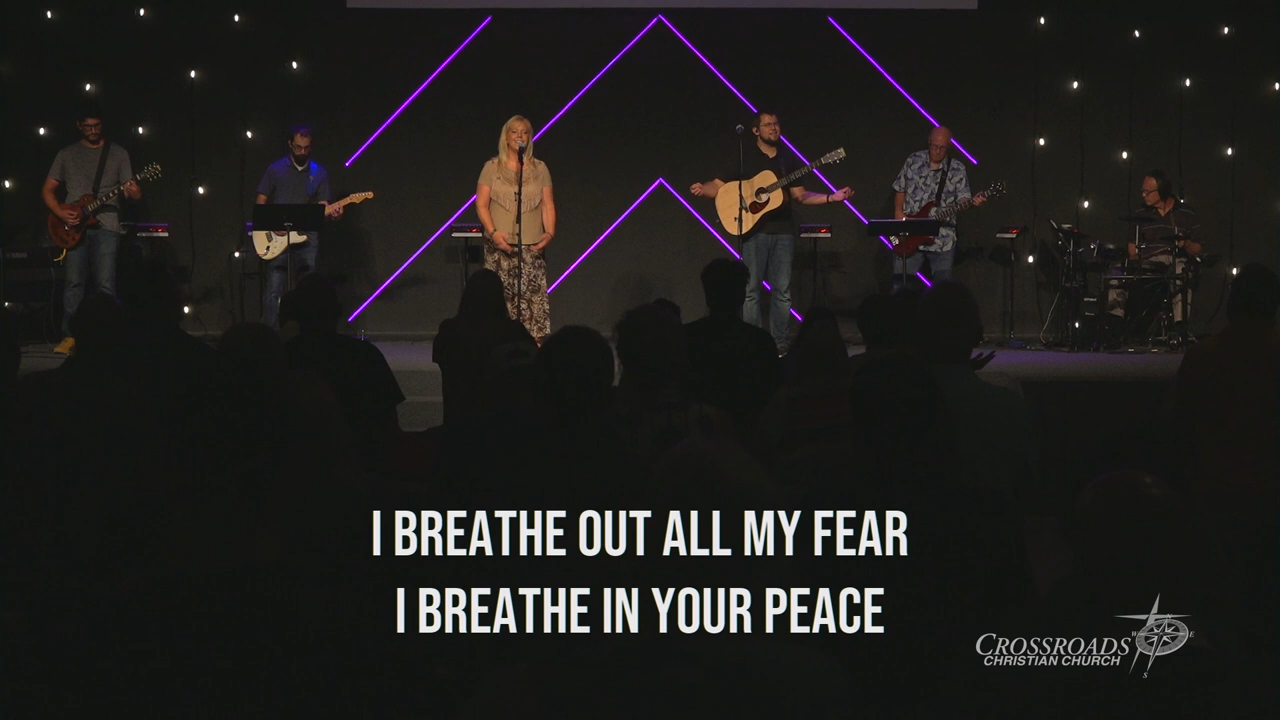 I BREATHE OUT ALL MY FEAR
I BREATHE IN YOUR PEACE
CROSSROADS
CHRISTIAN CHURCH
W E
S